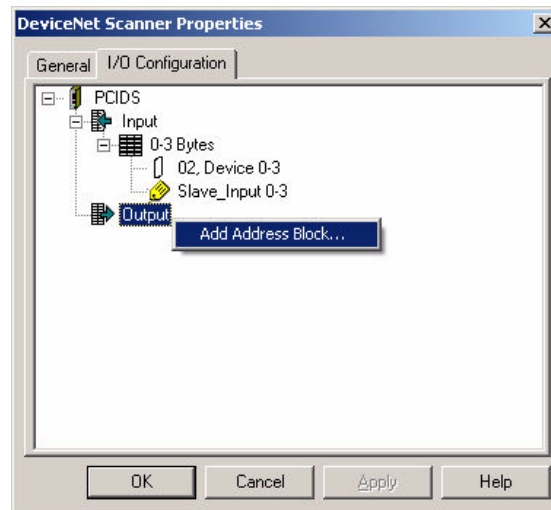 DeviceNet Scanner Properties
General I/O Configuration
PCIDS
Input
0-3 Bytes
02, Device 0-3
Slave_Input 0-3
Output
Add Address Block...
OK Cancel Apply Help